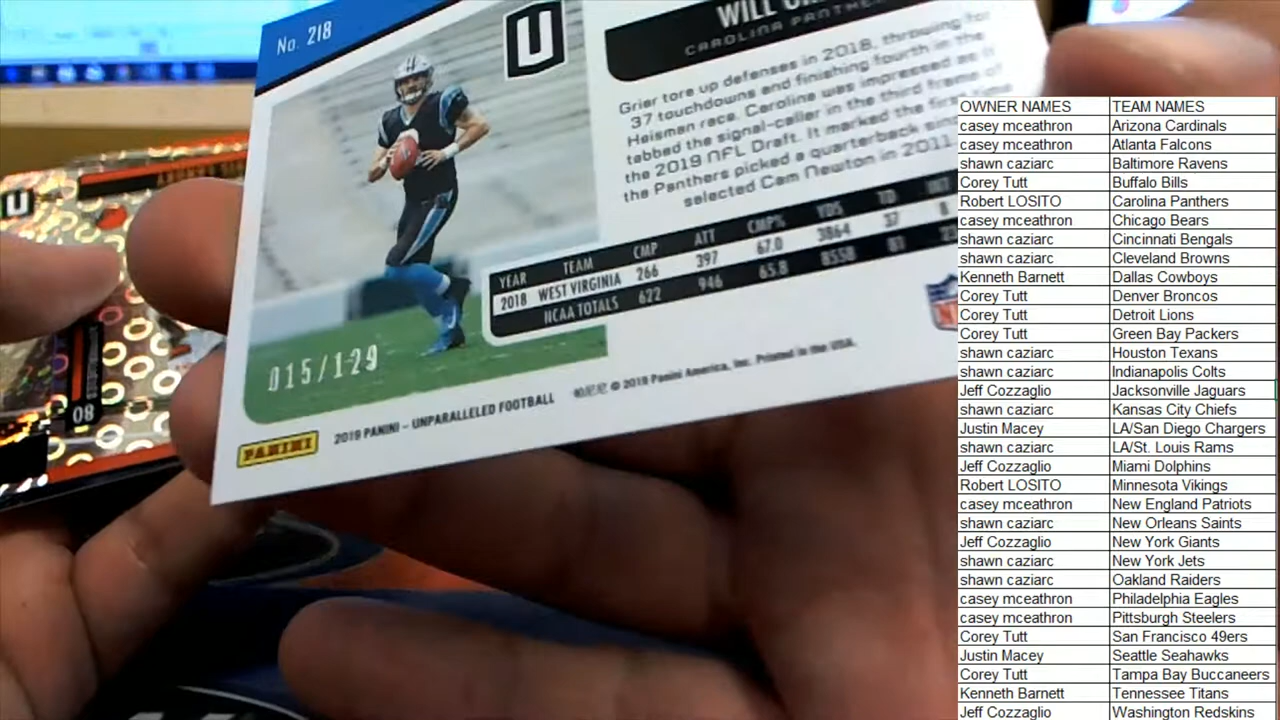 No. 218
U
WILL
CAROLINA PANTHE
Grier tore up defenses in 2018, throwing for
37 touchdowns and finishing fourth in the
Heisman race. Carolina was impressed as it
tabbed the signal-caller in the third frame of
the 2019 NFL Draft. It marked the first time
the Panthers picked a quarterback
selected Cam Newton in 2011
YEAR TEAM CMP ATT CMP% YDS TD INT
2018 WEST VIRGINIA 266 397 67.0 3864 37 8
NCAA TOTALS 622 946 65.8 8558 81
015/129
PANINI
2019 PANINI – UNPARALLELED FOOTBALL
© 2019 Panini America, Inc. Printed in the USA.
U
80
OWNER NAMES TEAM NAMES
casey mceathron Arizona Cardinals
casey mceathron Atlanta Falcons
shawn caziarc Baltimore Ravens
Corey Tutt Buffalo Bills
Robert LOSITO Carolina Panthers
casey mceathron Chicago Bears
shawn caziarc Cincinnati Bengals
shawn caziarc Cleveland Browns
Kenneth Barnett Dallas Cowboys
Corey Tutt Denver Broncos
Corey Tutt Detroit Lions
Corey Tutt Green Bay Packers
shawn caziarc Houston Texans
shawn caziarc Indianapolis Colts
Jeff Cozzaglio Jacksonville Jaguars
shawn caziarc Kansas City Chiefs
Justin Macey LA/San Diego Chargers
shawn caziarc LA/St. Louis Rams
Jeff Cozzaglio Miami Dolphins
Robert LOSITO Minnesota Vikings
casey mceathron New England Patriots
shawn caziarc New Orleans Saints
Jeff Cozzaglio New York Giants
shawn caziarc New York Jets
shawn caziarc Oakland Raiders
casey mceathron Philadelphia Eagles
casey mceathron Pittsburgh Steelers
Corey Tutt San Francisco 49ers
Justin Macey Seattle Seahawks
Corey Tutt Tampa Bay Buccaneers
Kenneth Barnett Tennessee Titans
Jeff Cozzaglio Washington Redskins